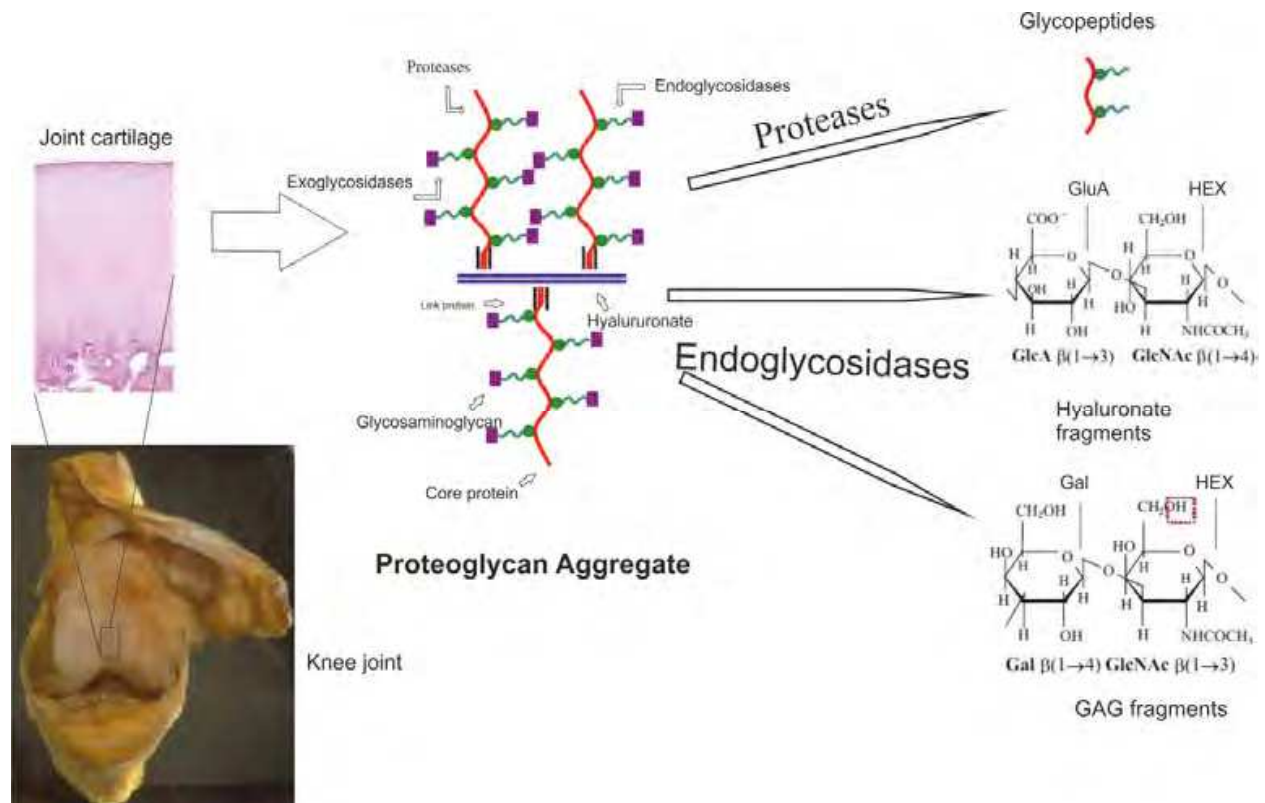 Joint cartilage
Knee joint
Proteases
Endoglycosidases
Exoglycosidases
Link protein
Hyalururonate
Glycosaminoglycan
Core protein
Proteoglycan Aggregate
Proteases
Endoglycosidases
Glycopeptides
GluA HEX
COO⁻ CH₂OH
H O H O
H H H H
OH H H O
HO
H OH H NHCOCH₃
GlcA β(1→3) GlcNAc β(1→4)-
Hyaluronate
fragments
Gal HEX
CH₂OH CH₂OH
HO O HO O
H H H H O
H H H H
H OH H NHCOCH₃
Gal β(1→4) GlcNAc β(1→3)
GAG fragments